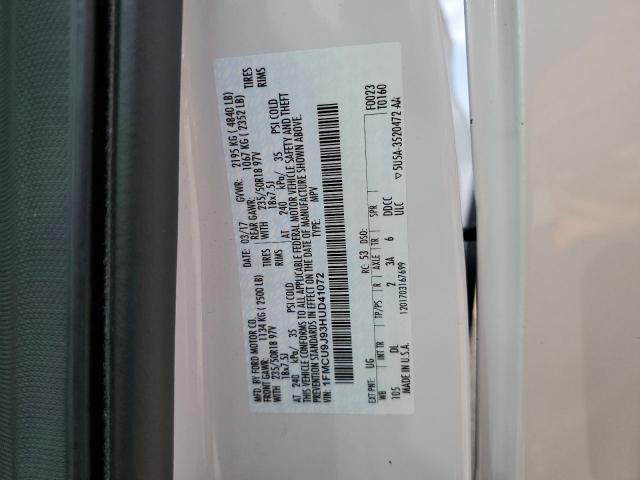 MFD. BY FORD MOTOR CO.
DATE: 03/17 GVWR: 2195 KG ( 4840 LB)
FRONT GAWR: 1134 KG ( 2500 LB) REAR GAWR: 1067 KG ( 2352 LB)
WITH 235/50R18 97V TIRES WITH 235/50R18 97V TIRES
18x7.5J RIMS 18x7.5J RIMS
AT 240 kPa/ 35 PSI COLD AT 240 kPa/ 35 PSI COLD
THIS VEHICLE CONFORMS TO ALL APPLICABLE FEDERAL MOTOR VEHICLE SAFETY AND THEFT
PREVENTION STANDARDS IN EFFECT ON THE DATE OF MANUFACTURE SHOWN ABOVE.
VIN: 1FMCU9J93HUD41072 TYPE: MPV
F0023
EXT PNT: UG RC: 53 DSO: T0160
WB INT TR TP/PS R AXLE TR SPR
105 DL 2 3A 6 DDCC
ULC
MADE IN U.S.A. 1201703167699 ▽5U5A-3520472-AA